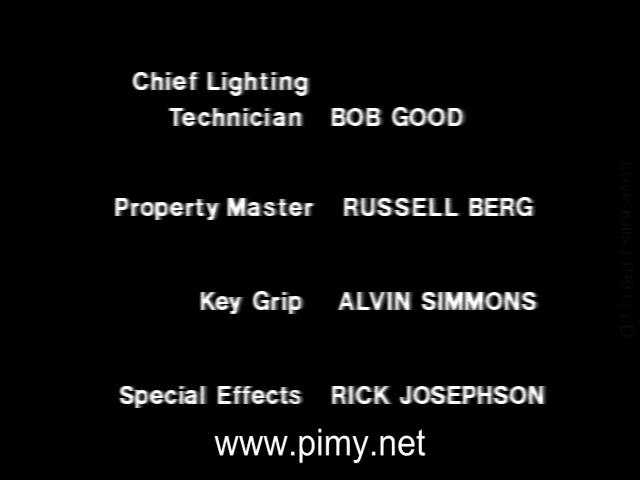 Chief Lighting
Technician BOB GOOD
Property Master RUSSELL BERG
Key Grip ALVIN SIMMONS
Special Effects RICK JOSEPHSON
www.pimy.net